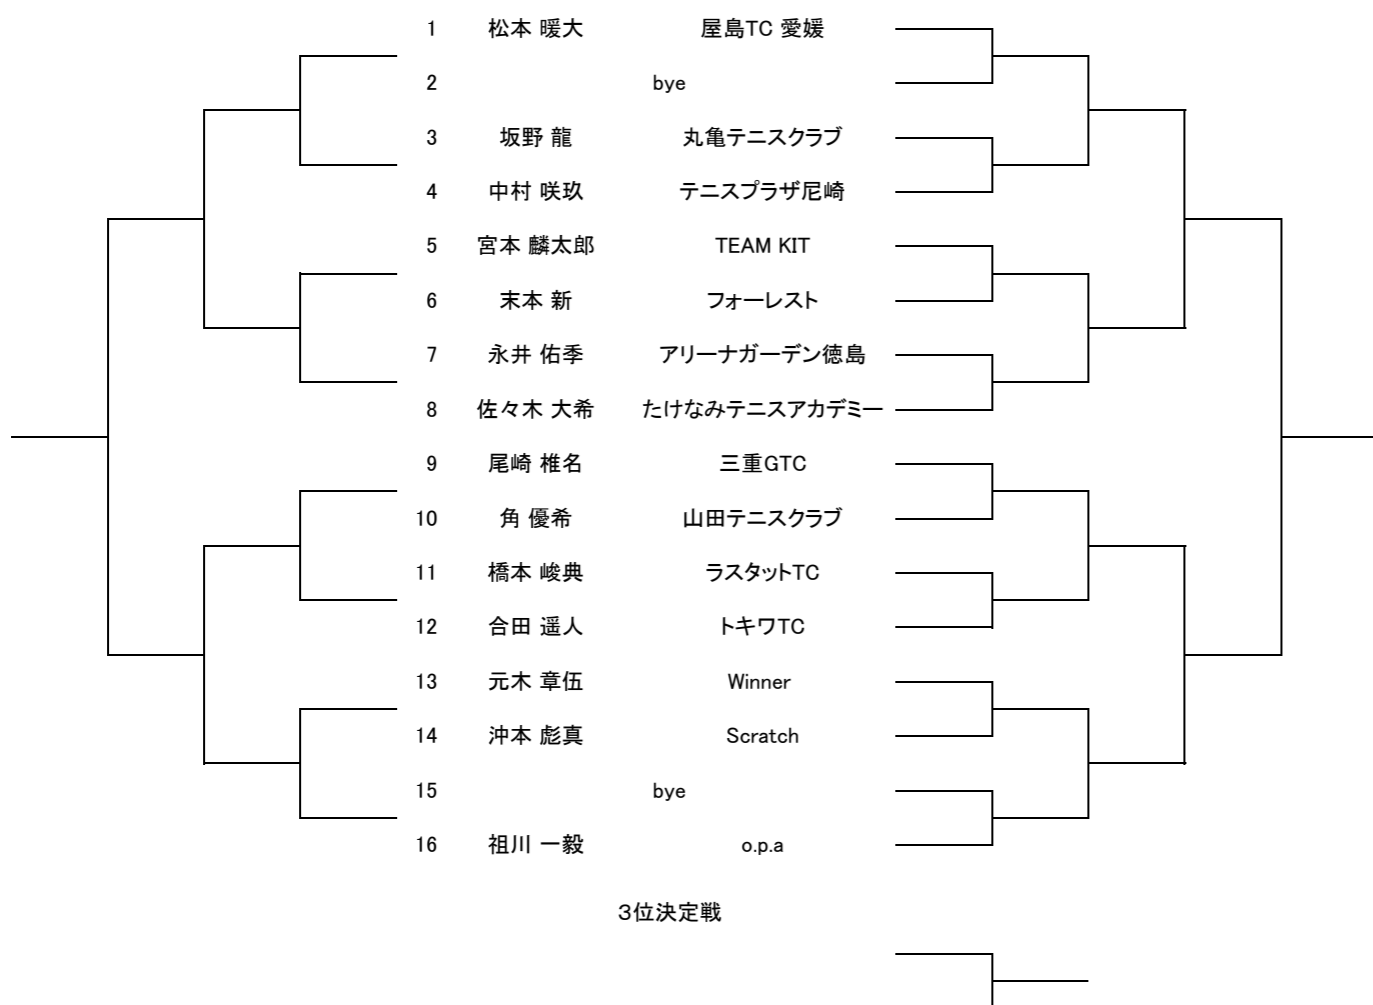 1 松本 暖大 屋島TC 愛媛
2 bye
3 坂野 龍 丸亀テニスクラブ
4 中村 咲玖 テニスプラザ尼崎
5 宮本 麟太郎 TEAM KIT
6 末本 新 フォーレスト
7 永井 佑季 アリーナガーデン徳島
8 佐々木 大希 たけなみテニスアカデミー
9 尾崎 椎名 三重GTC
10 角 優希 山田テニスクラブ
11 橋本 峻典 ラスタットTC
12 合田 遥人 トキワTC
13 元木 章伍 Winner
14 沖本 彪真 Scratch
15 bye
16 祖川 一毅 o.p.a
3位決定戦